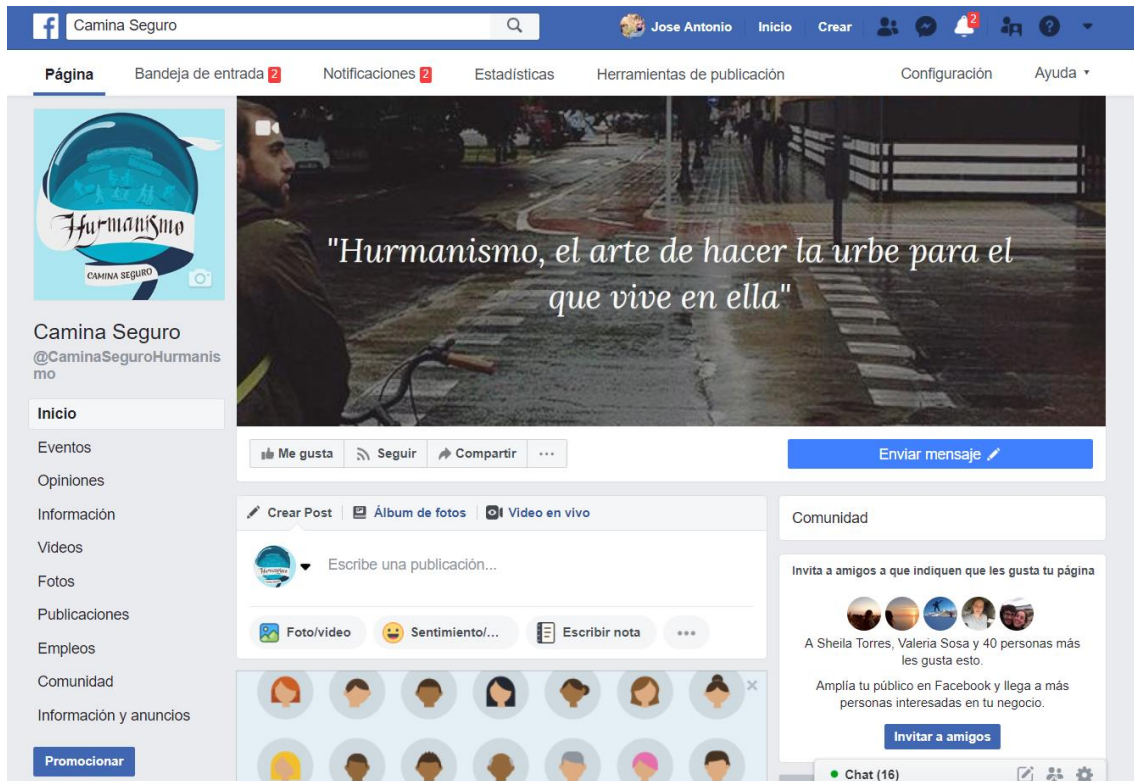 Camina Seguro
Jose Antonio Inicio Crear 2
Página Bandeja de entrada 2 Notificaciones 2 Estadísticas Herramientas de publicación Configuración Ayuda
Hurmanismo
CAMINA SEGURO
"Hurmanismo, el arte de hacer la urbe para el
que vive en ella"
Camina Seguro
@CaminaSeguroHurmanis
mo
Inicio
Eventos
Opiniones
Información
Videos
Fotos
Publicaciones
Empleos
Comunidad
Información y anuncios
Promocionar
Me gusta Seguir Compartir ...
Enviar mensaje
Crear Post Álbum de fotos Video en vivo
Escribe una publicación...
Foto/video Sentimiento/... Escribir nota ...
Comunidad
Invita a amigos a que indiquen que les gusta tu página
A Sheila Torres, Valeria Sosa y 40 personas más
les gusta esto.
Amplía tu público en Facebook y llega a más
personas interesadas en tu negocio.
Invitar a amigos
Chat (16)